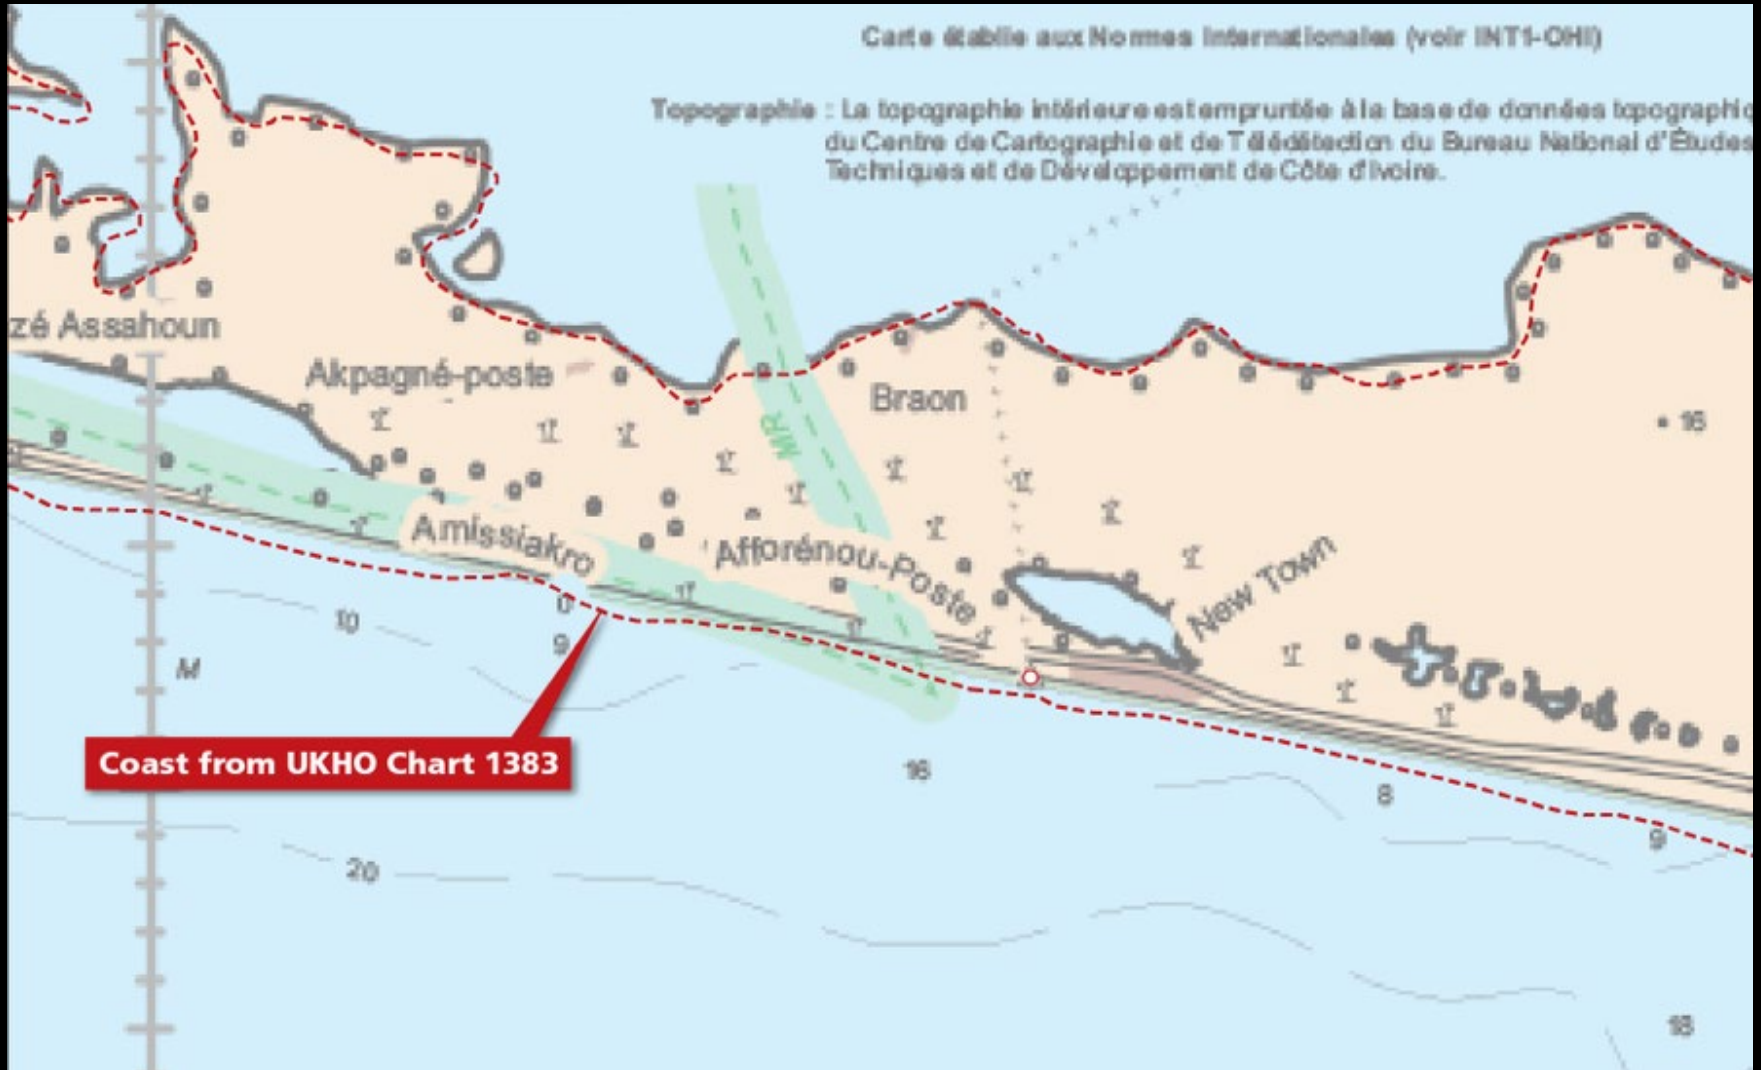 Carte établie aux Normes Internationales (voir INT1-OHI)
Topographie : La topographie intérieure est empruntée à la base de données topographic
du Centre de Cartographie et de Télédétection du Bureau National d'Études
Techniques et de Développement de Côte d'Ivoire.
zé Assahoun
Akpagné-poste
Braon
MR
16
Amissiakro
Afforénou-Poste
New Town
0
10
9
M
Coast from UKHO Chart 1383
16
8
9
20
18